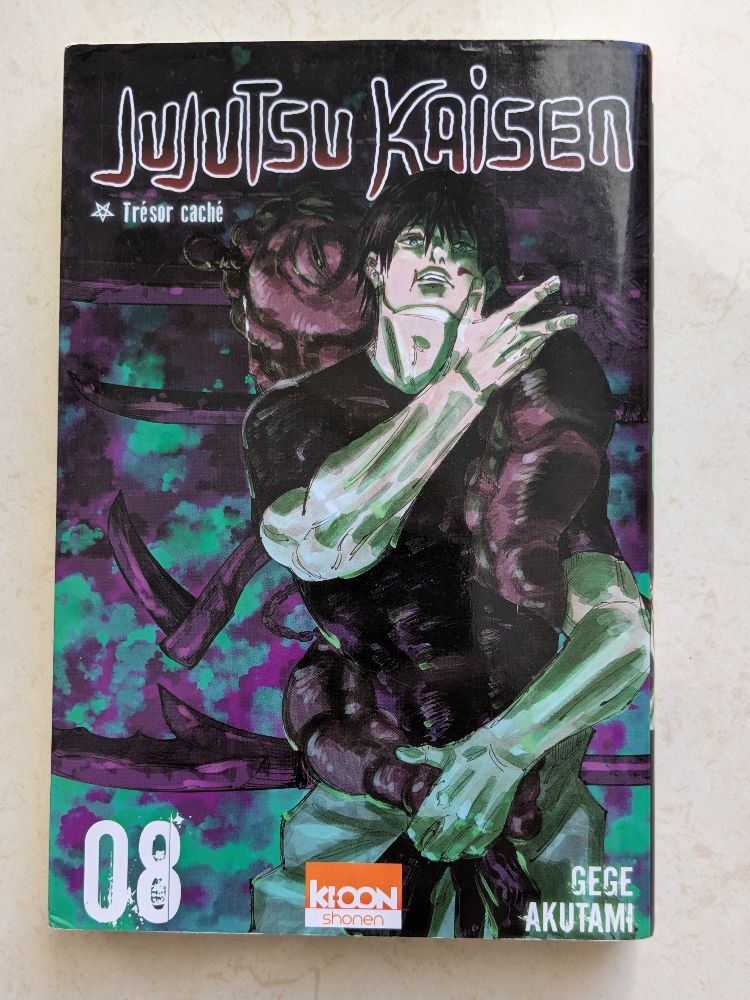 JUJUTSU KAISEN
Trésor caché
08
KI-OON
shonen
GEGE
AKUTAMI